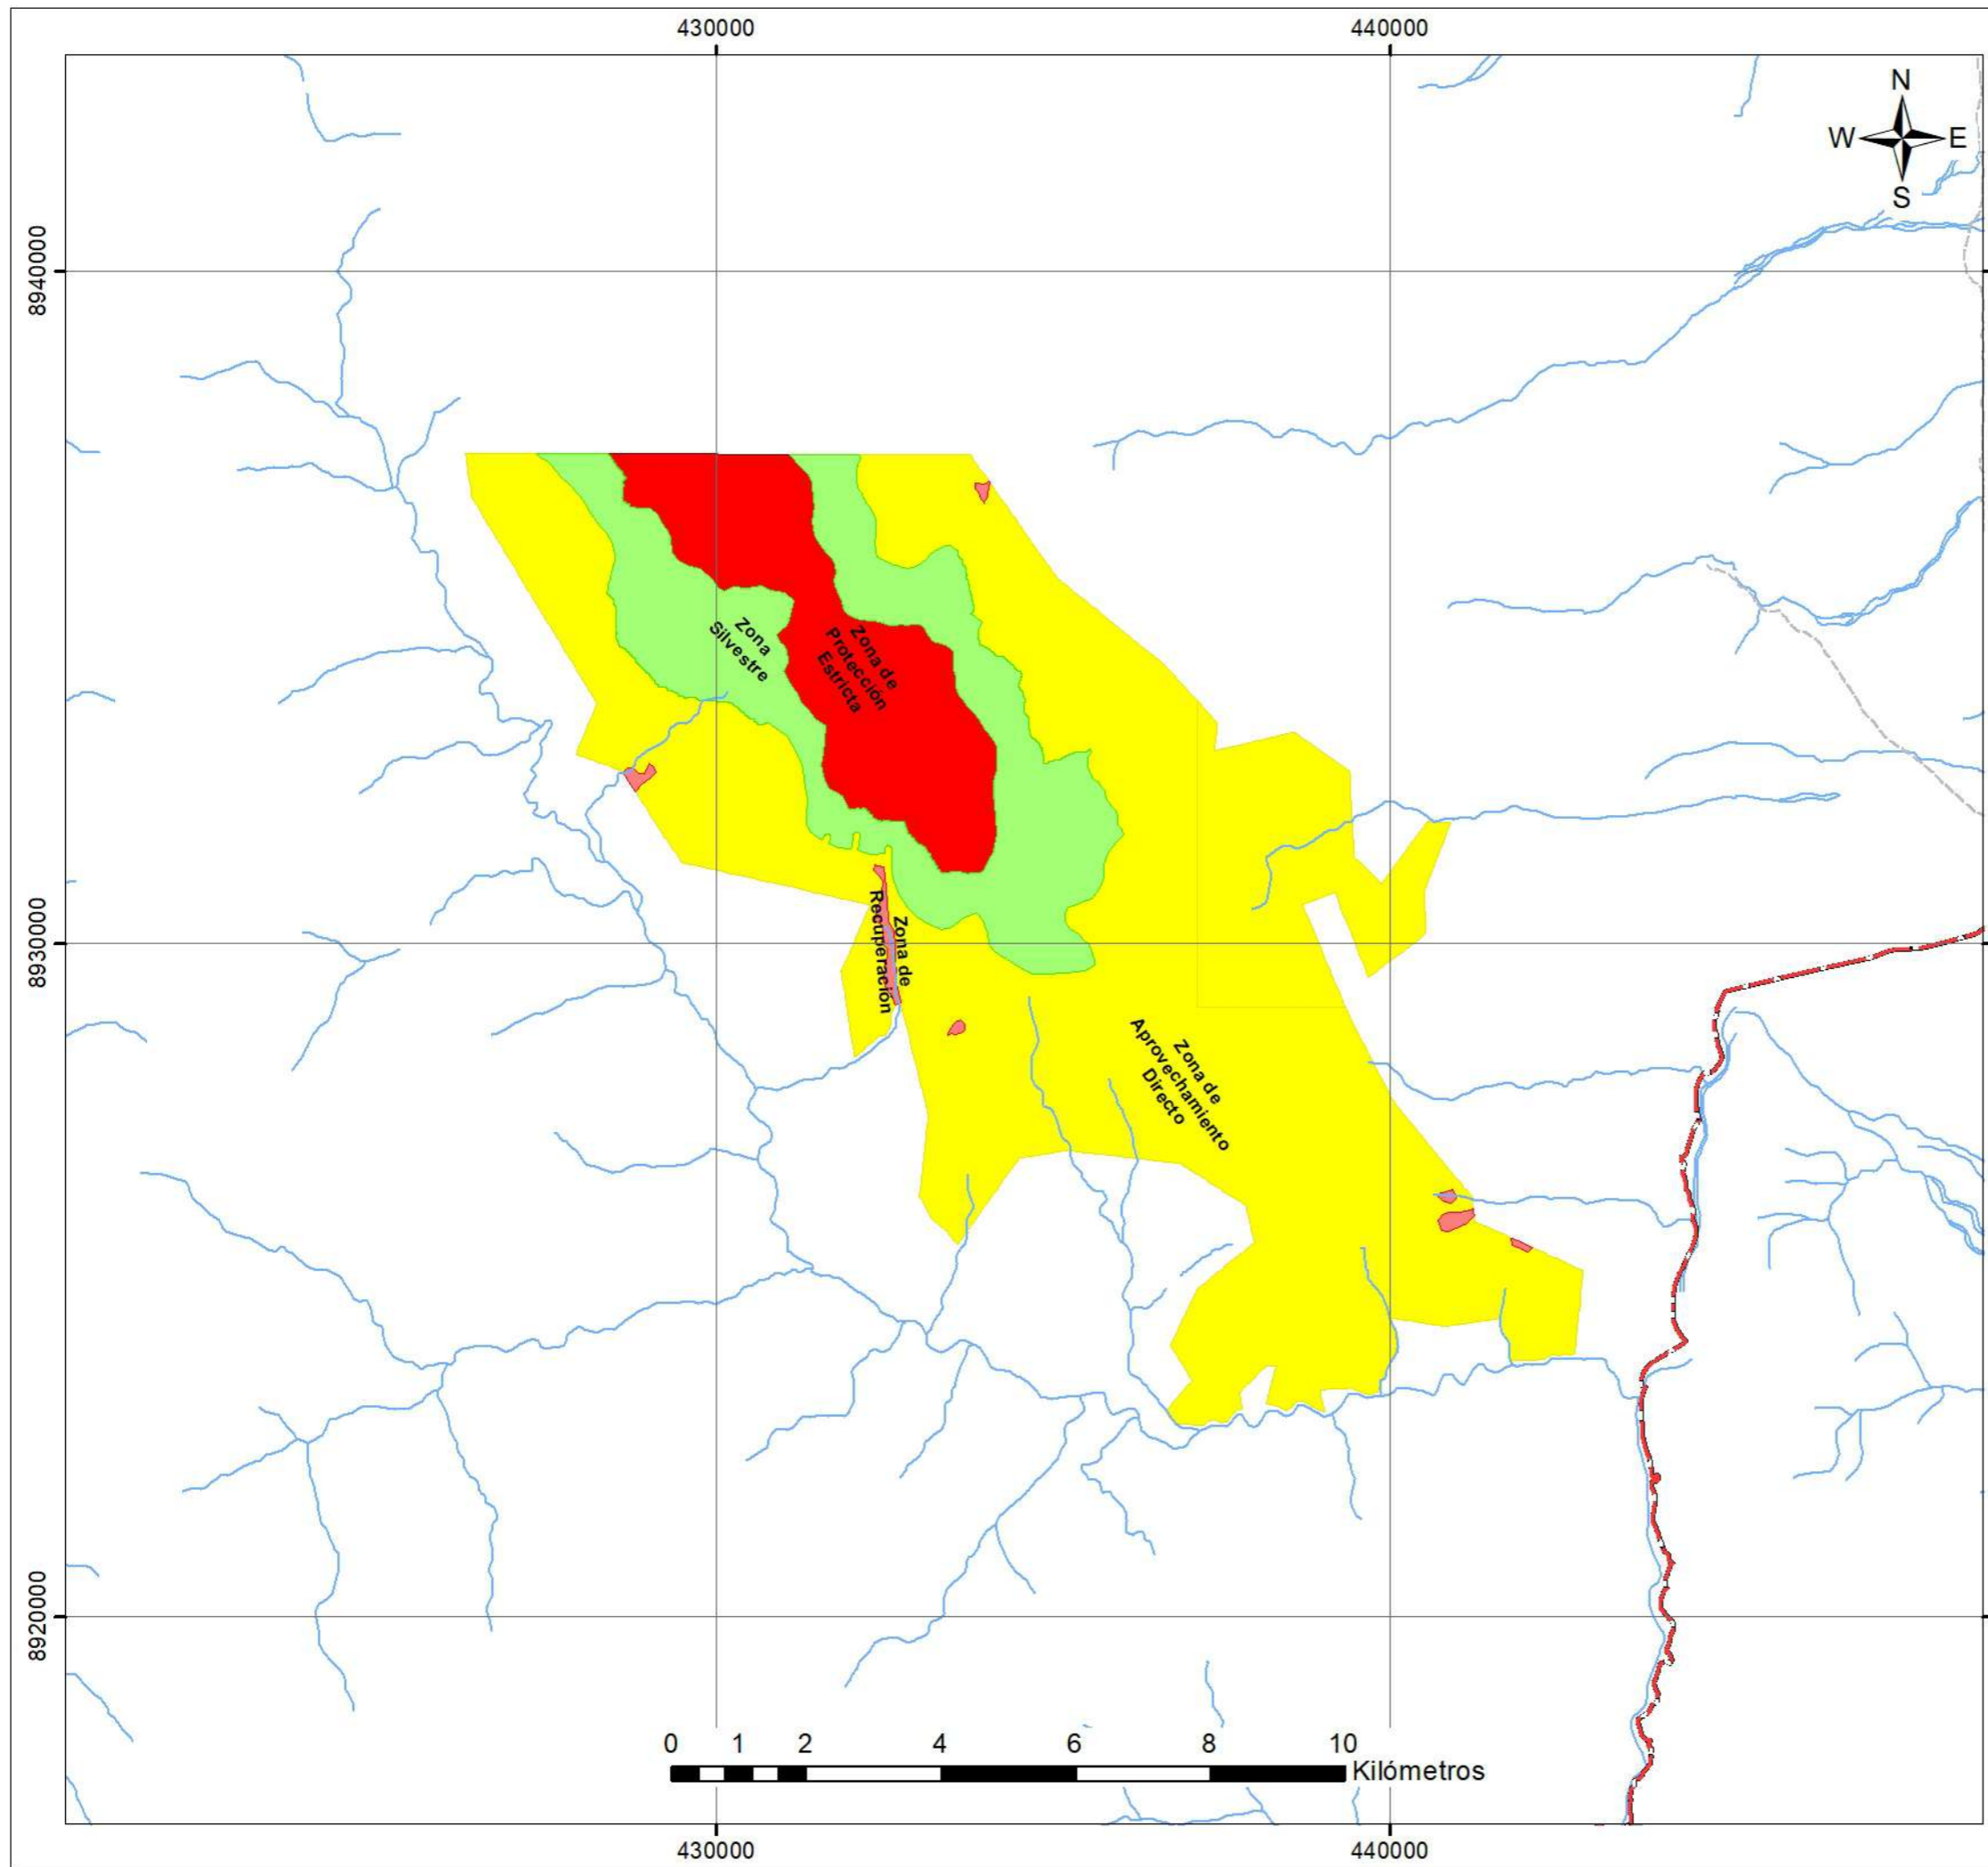 430000
440000
N
W
E
S
8940000
8930000
8920000
Zona
Silvestre
Zona de
Protección
Estricta
Zona de
Recuperación
Zona de
Aprovechamiento
Directo
0 1 2 4 6 8 10
Kilómetros
430000
440000